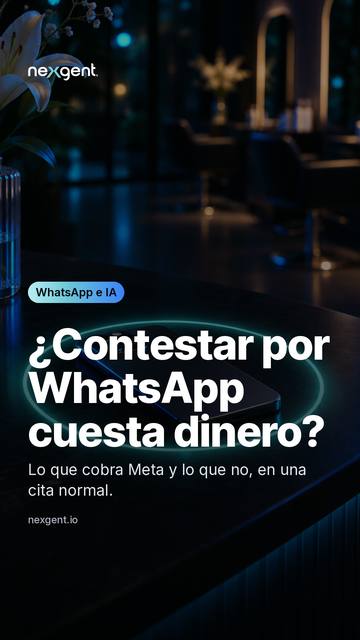 nexgent.
WhatsApp e IA
¿Contestar por
WhatsApp
cuesta dinero?
Lo que cobra Meta y lo que no, en una
cita normal.
nexgent.io